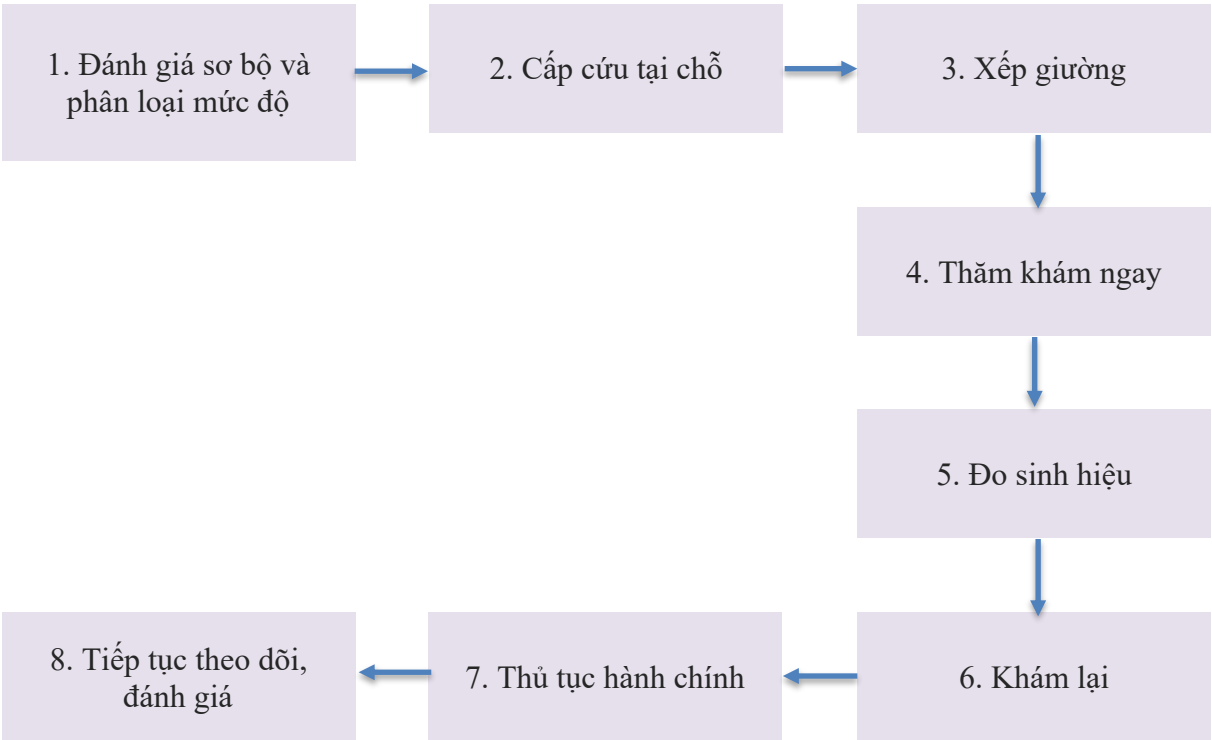 1. Đánh giá sơ bộ và
phân loại mức độ
2. Cấp cứu tại chỗ
3. Xếp giường
4. Thăm khám ngay
5. Đo sinh hiệu
6. Khám lại
7. Thủ tục hành chính
8. Tiếp tục theo dõi,
đánh giá